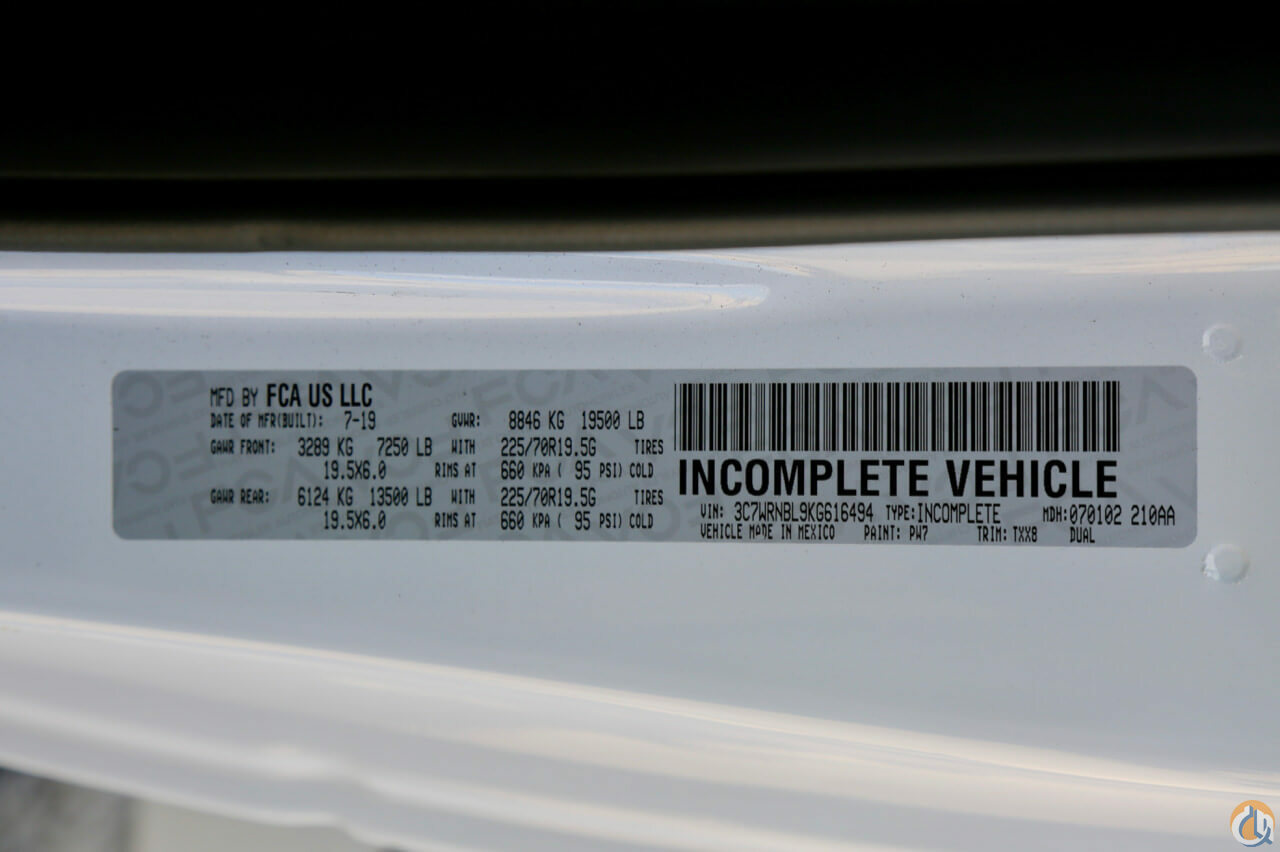 MFD BY FCA US LLC
DATE OF MFR(BUILT): 7-19 GVWR: 8846 KG 19500 LB
GAWR FRONT: 3289 KG 7250 LB WITH 225/70R19.5G TIRES
19.5X6.0 RIMS AT 660 KPA ( 95 PSI) COLD
GAWR REAR: 6124 KG 13500 LB WITH 225/70R19.5G TIRES
19.5X6.0 RIMS AT 660 KPA ( 95 PSI) COLD
INCOMPLETE VEHICLE
VIN: 3C7WRNBL9KG616494 TYPE:INCOMPLETE MDH:070102 210AA
VEHICLE MADE IN MEXICO PAINT: PW7 TRIM: TXX8 DUAL